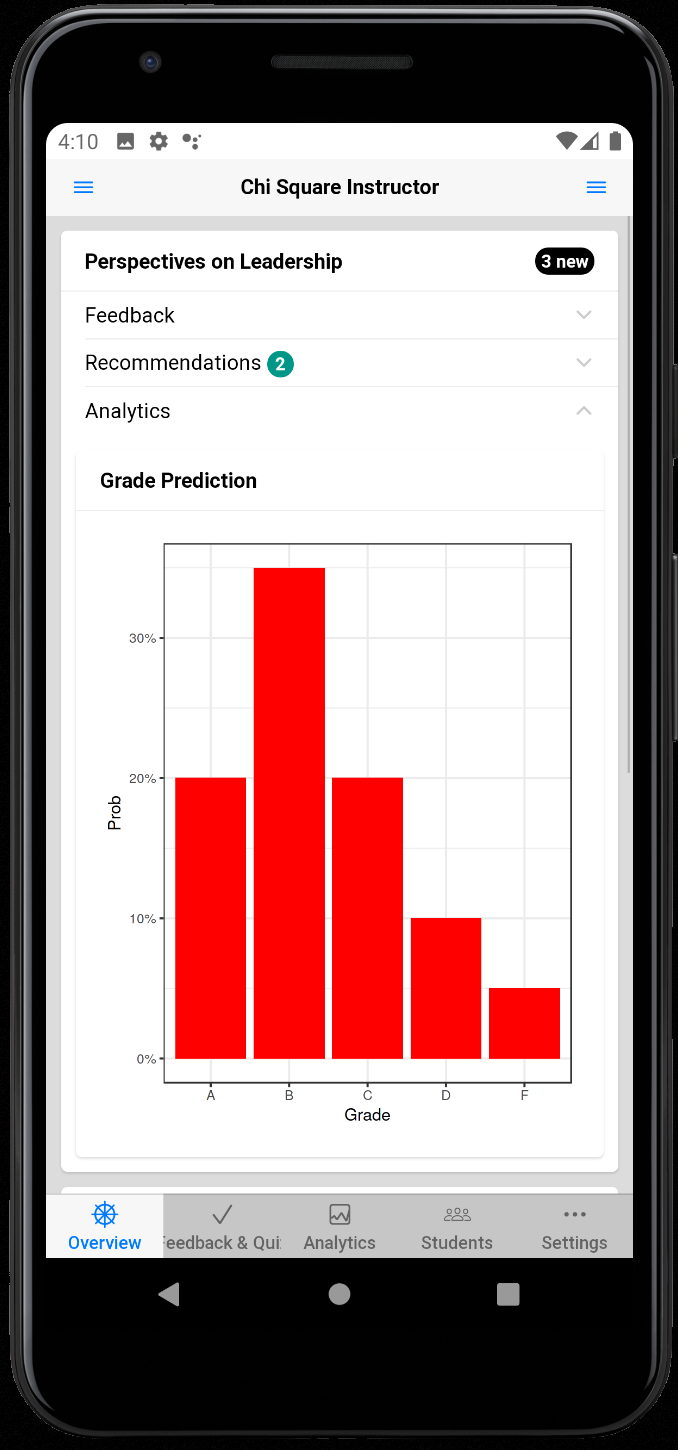 4:10
Chi Square Instructor
Perspectives on Leadership 3 new
Feedback
Recommendations 2
Analytics
Grade Prediction
30%
20%
10%
0%
Prob
A B C D F
Grade
Overview Feedback & Qui Analytics Students Settings